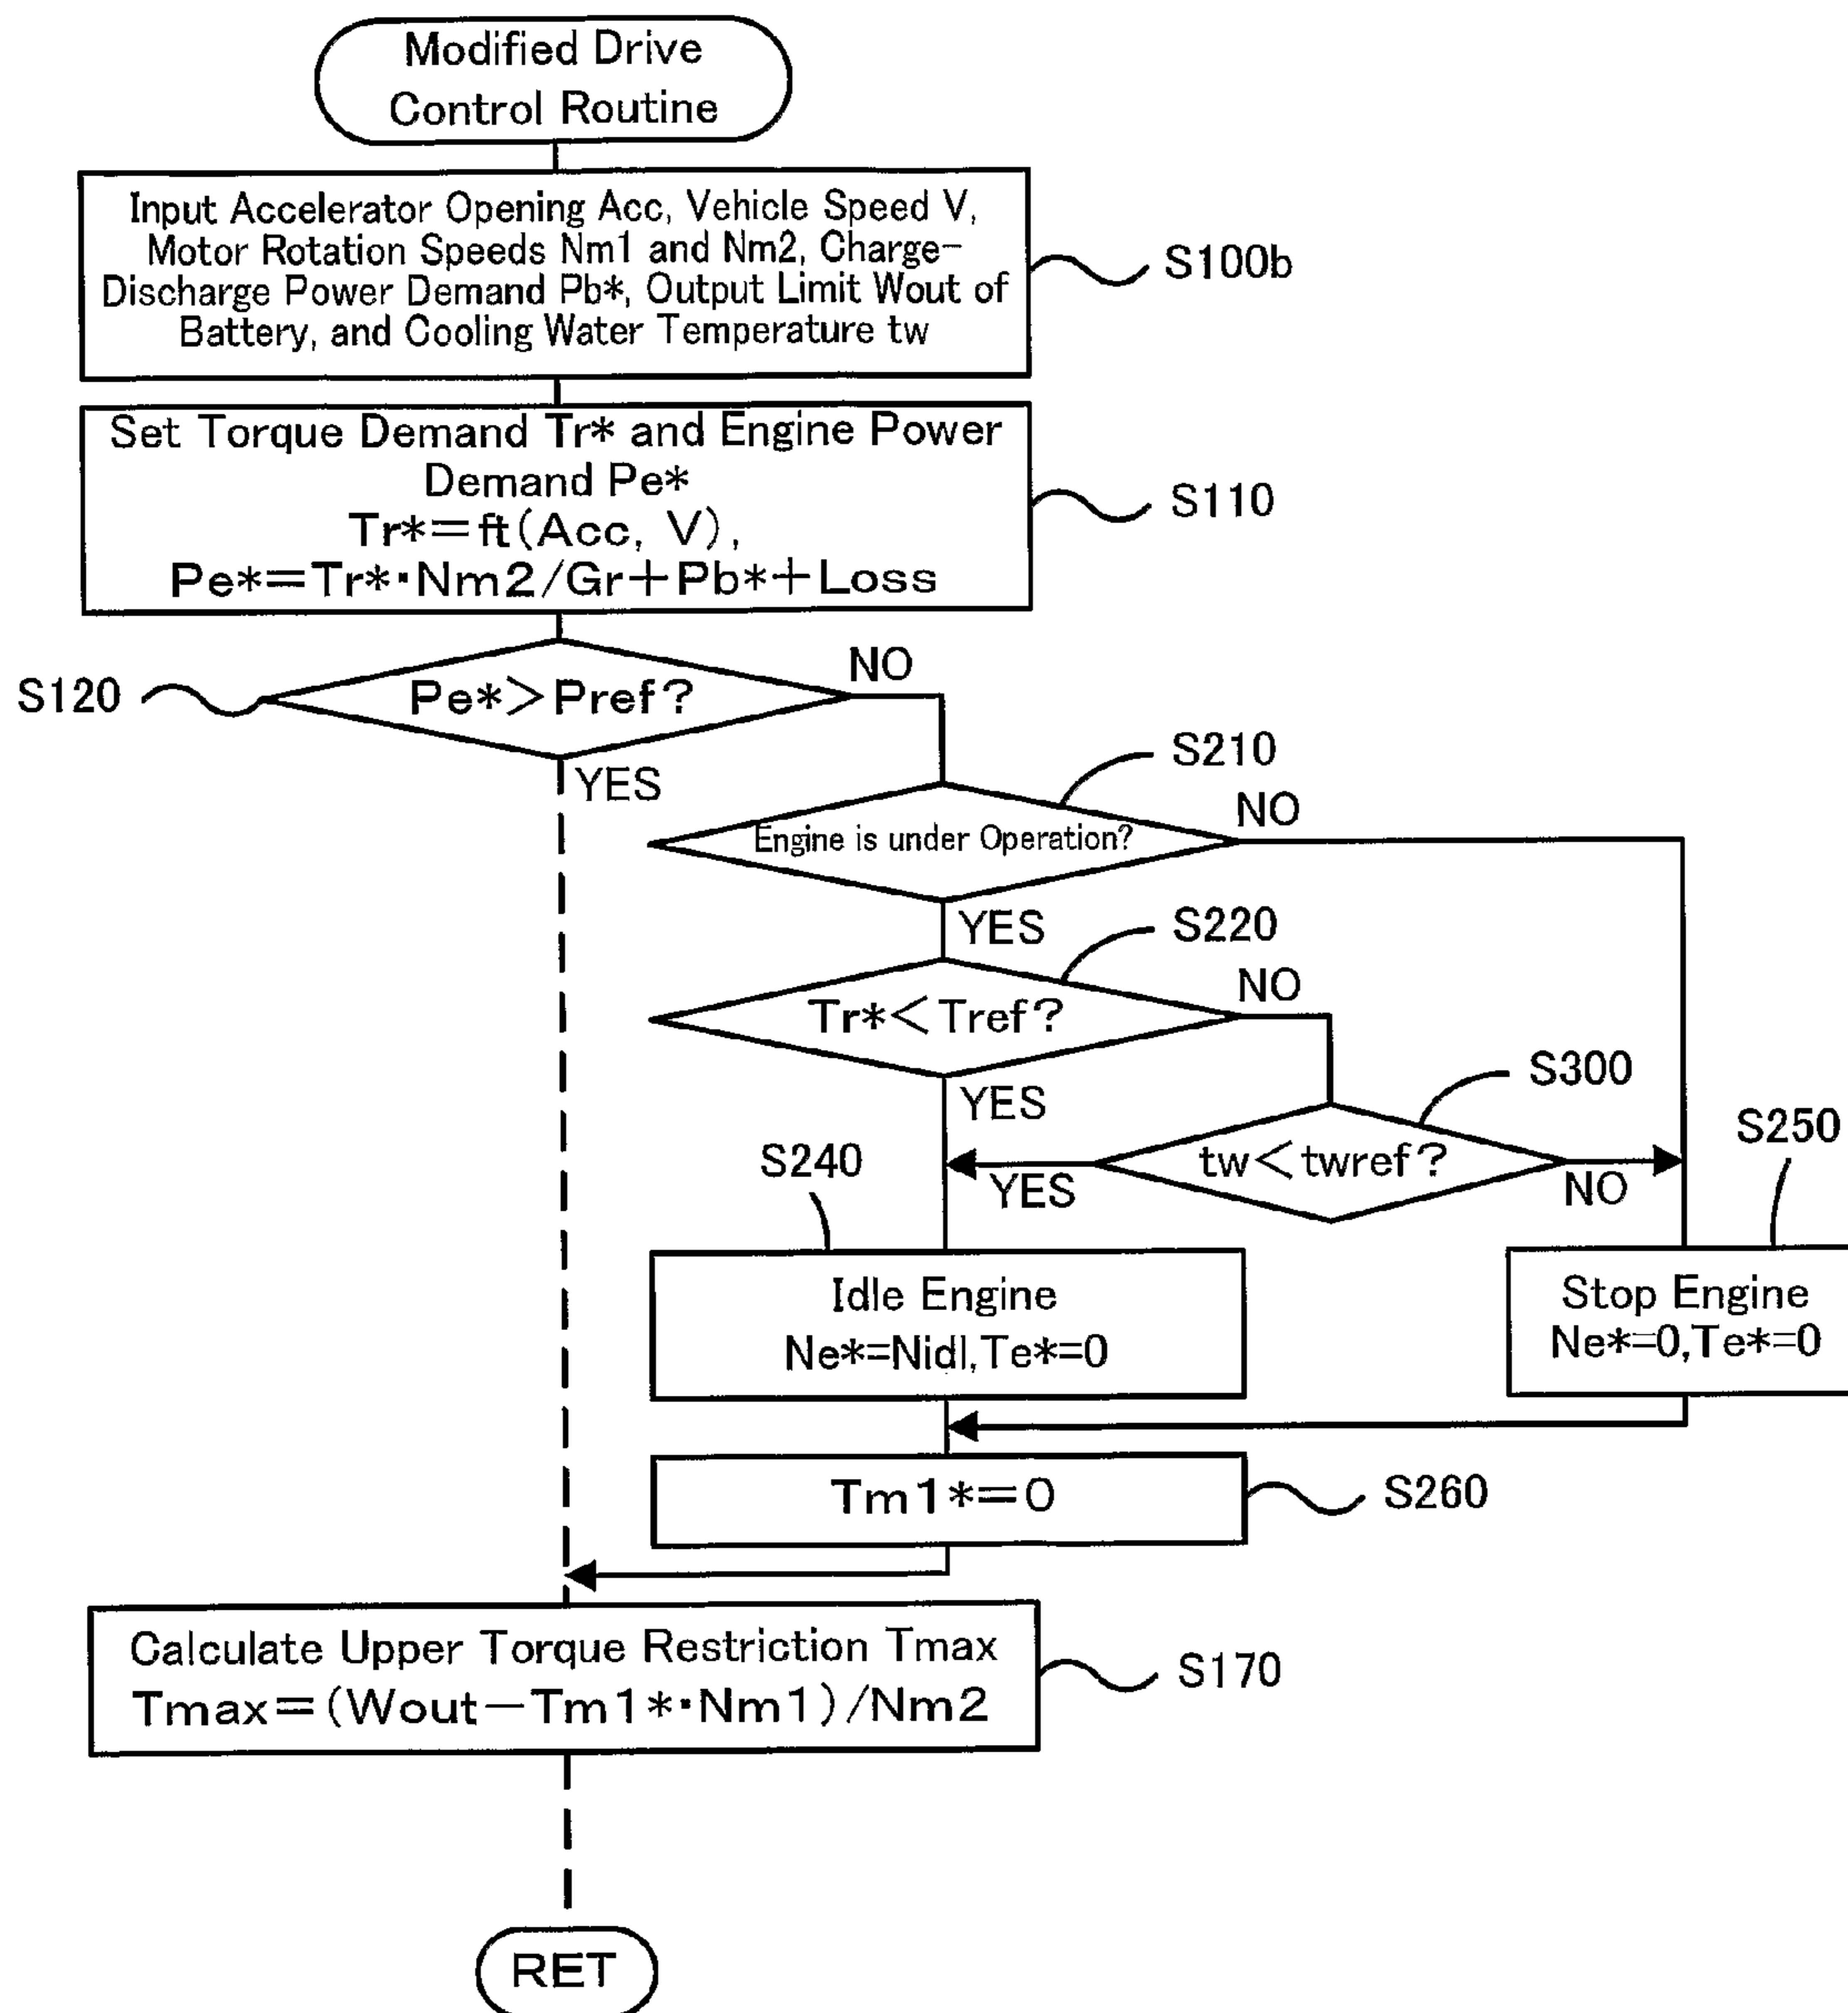 Modified Drive
Control Routine
Input Accelerator Opening Acc, Vehicle Speed V,
Motor Rotation Speeds Nm1 and Nm2, Charge-
Discharge Power Demand Pb*, Output Limit Wout of
Battery, and Cooling Water Temperature tw
S100b
Set Torque Demand Tr* and Engine Power
Demand Pe*
Tr*=ft(Acc, V),
Pe*=Tr*·Nm2/Gr+Pb*+Loss
S110
S120
Pe*>Pref?
NO
YES
S210
Engine is under Operation?
NO
YES
S220
Tr*<Tref?
NO
YES
S300
tw<twref?
YES
NO
S240
S250
Idle Engine
Ne*=Nidl,Te*=0
Stop Engine
Ne*=0,Te*=0
Tm1*=0
S260
Calculate Upper Torque Restriction Tmax
Tmax=(Wout-Tm1*·Nm1)/Nm2
S170
RET